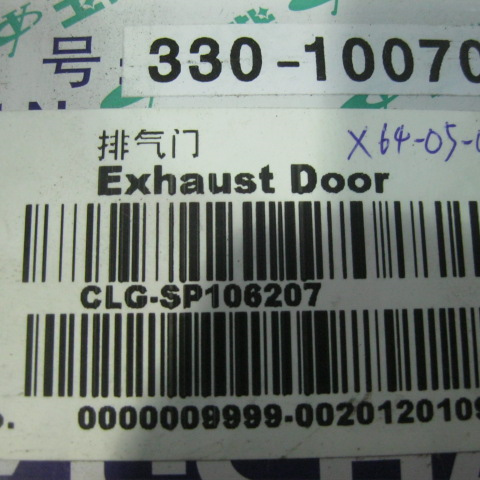 号: 330-10070
排气门
X64-05-0
Exhaust Door
CLG-SP106207
0000009999-0020120109